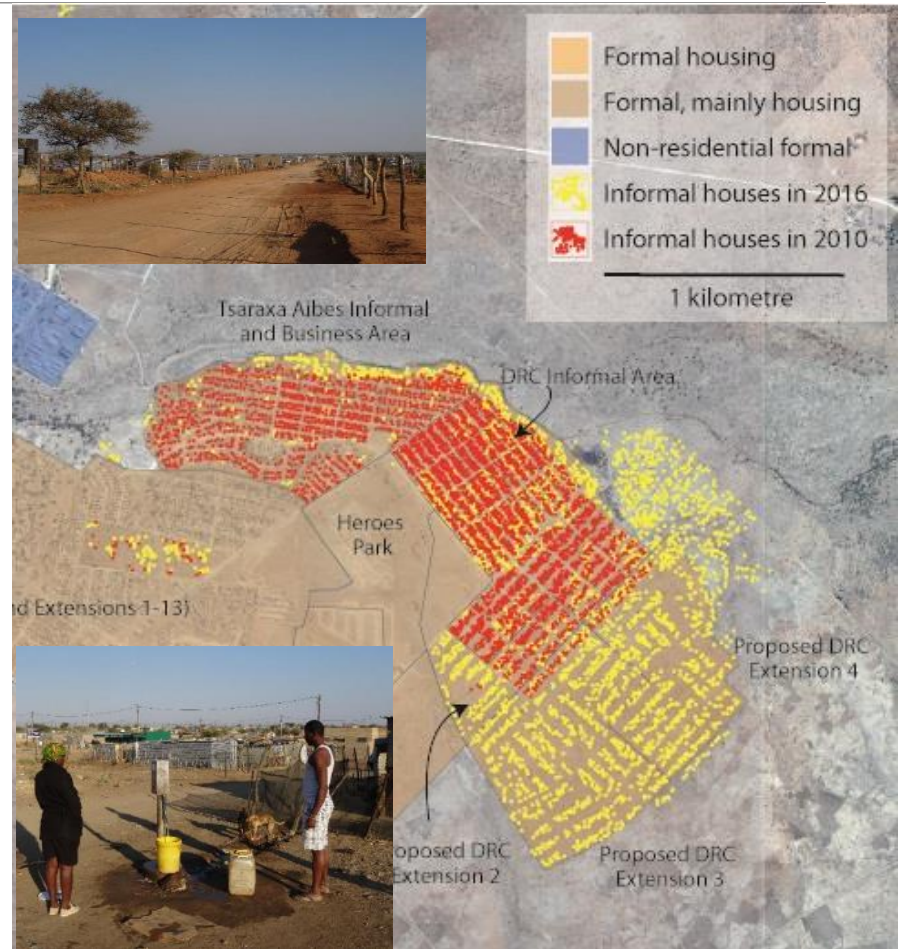 Formal housing
Formal, mainly housing
Non-residential formal
Informal houses in 2016
Informal houses in 2010
1 kilometre
Tsaraxa Aibes Informal
and Business Area
DRC Informal Area
Heroes
Park
nd Extensions 1-13)
Proposed DRC
Extension 4
oposed DRC
Extension 2
Proposed DRC
Extension 3